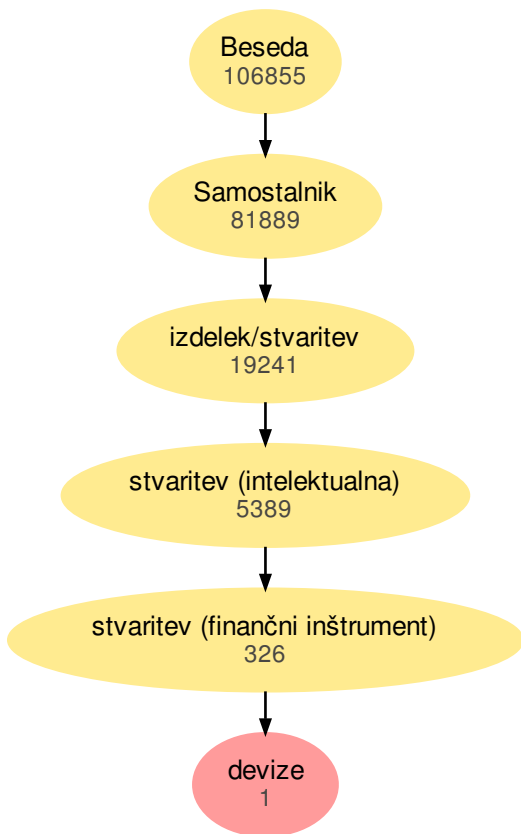 Beseda
106855
Samostalnik
81889
izdelek/stvaritev
19241
stvaritev (intelektualna)
5389
stvaritev (finančni inštrument)
326
devize
1